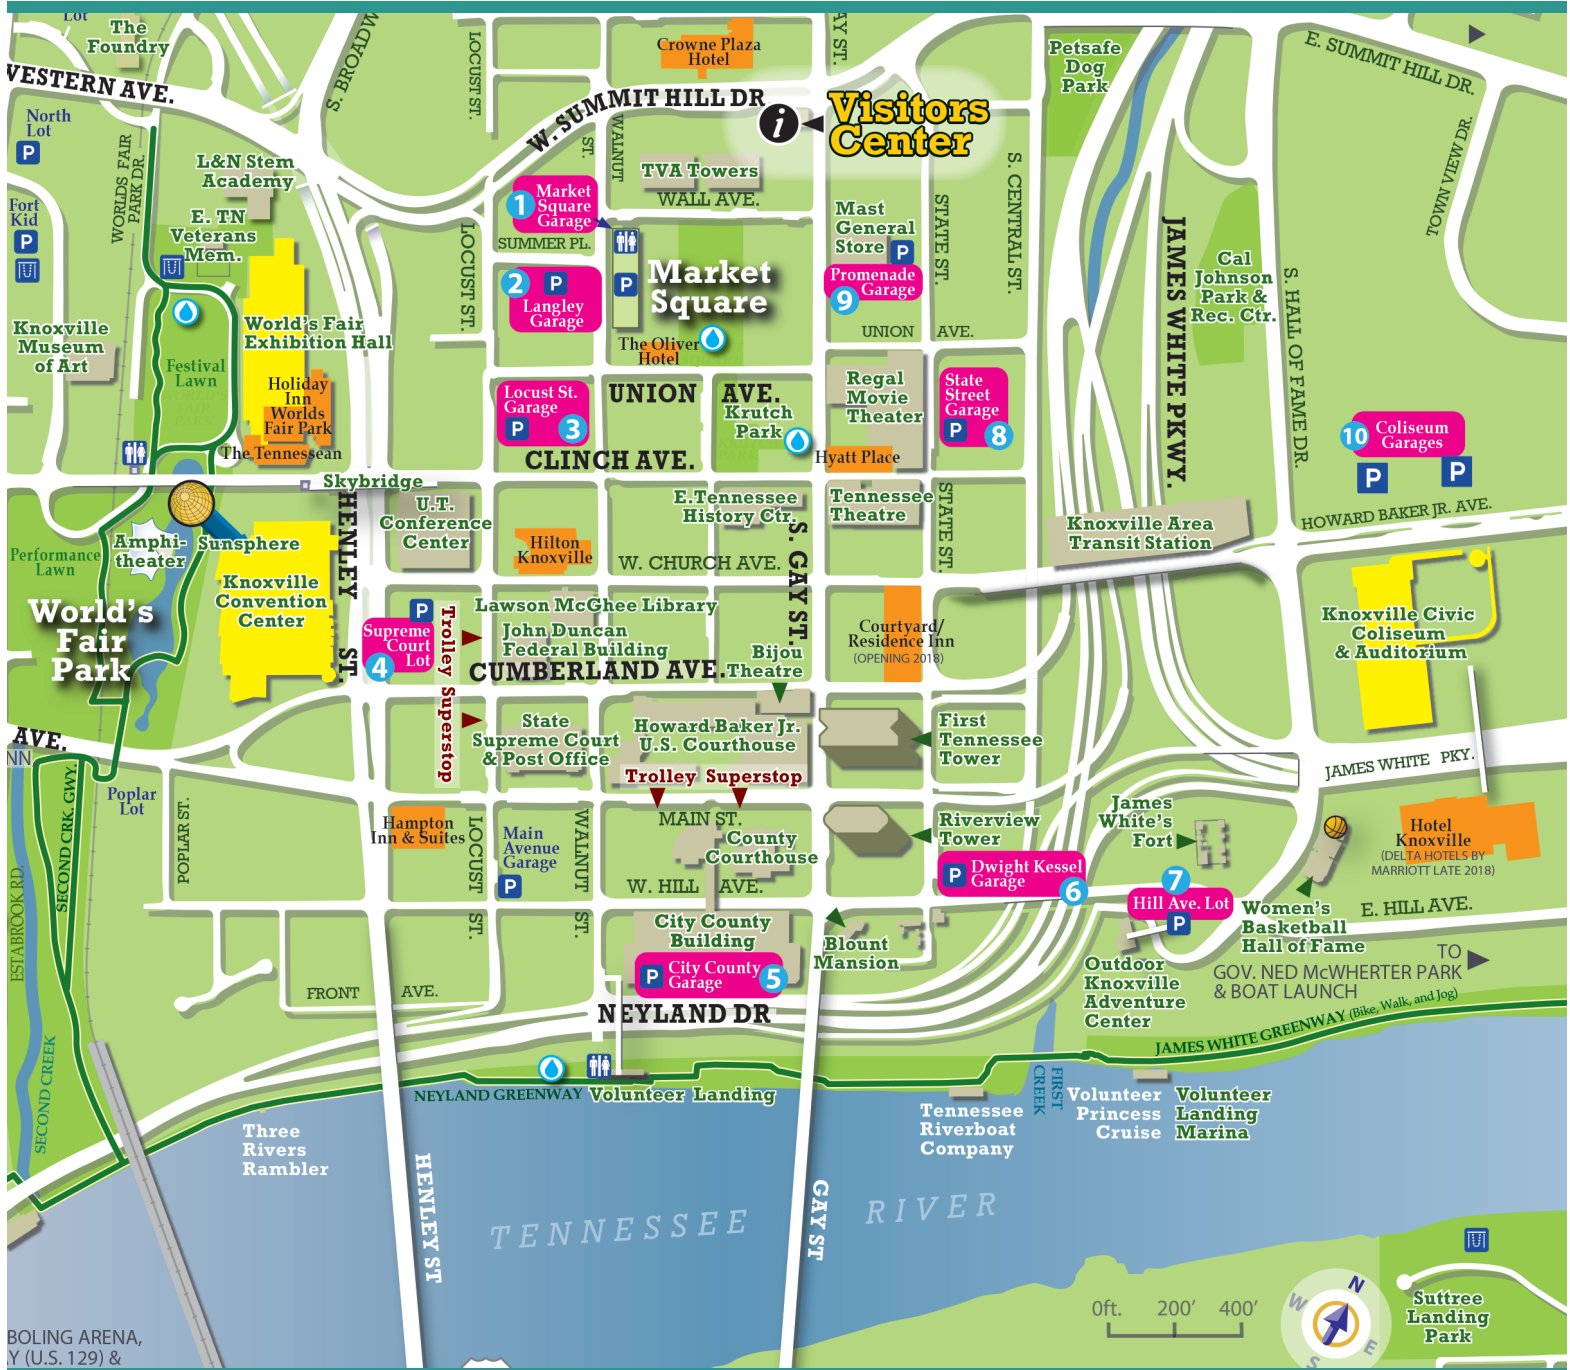 Lot
The
Foundry
WESTERN AVE.
S. BROADW
LOCUST ST.
Crowne Plaza
Hotel
AY ST.
Petsafe
Dog
Park
E. SUMMIT HILL DR.
W. SUMMIT HILL DR
i
Visitors
Center
North
Lot
P
WORLDS FAIR
PARK DR.
L&N Stem
Academy
ST.
WALNUT
TVA Towers
WALL AVE.
S. CENTRAL ST.
STATE ST.
TOWN VIEW DR.
Fort
Kid
P
E. TN
Veterans
Mem.
1
Market
Square
Garage
SUMMER PL.
LOCUST ST.
Mast
General
Store
P
Promenade
Garage
9
JAMES WHITE PKWY.
Cal
Johnson
Park &
Rec. Ctr.
S. HALL OF FAME DR.
2
P
Langley
Garage
P
Market
Square
UNION AVE.
The Oliver
Hotel
Knoxville
Museum
of Art
World's Fair
Exhibition Hall
Festival
Lawn
Holiday
Inn
Worlds
Fair Park
The Tennessean
Locust St.
Garage
P
3
UNION AVE.
Krutch
Park
Regal
Movie
Theater
State
Street
Garage
P
8
10
Coliseum
Garages
P
P
CLINCH AVE.
Hyatt Place
Skybridge
HENLEY ST.
U.T.
Conference
Center
E.Tennessee
History Ctr.
Tennessee
Theatre
STATE ST.
S. GAY ST.
HOWARD BAKER JR. AVE.
Knoxville Area
Transit Station
Performance
Lawn
Amphi-
theater
Sunsphere
Hilton
Knoxville
W. CHURCH AVE.
Knoxville
Convention
Center
World's
Fair
Park
P
Supreme
Court
Lot
4
Trolley Superstop
Lawson McGhee Library
John Duncan
Federal Building
CUMBERLAND AVE.
Bijou
Theatre
Courtyard/
Residence Inn
(OPENING 2018)
Knoxville Civic
Coliseum
& Auditorium
AVE.
NN
State
Supreme Court
& Post Office
Howard Baker Jr.
U.S. Courthouse
Trolley Superstop
First
Tennessee
Tower
JAMES WHITE PKY.
SECOND CRK. GWY.
Poplar
Lot
POPLAR ST.
Hampton
Inn & Suites
LOCUST ST.
Main
Avenue
Garage
P
WALNUT ST.
MAIN ST.
County
Courthouse
Riverview
Tower
James
White's
Fort
Hotel
Knoxville
(DELTA HOTELS BY
MARRIOTT LATE 2018)
W. HILL AVE.
P
Dwight Kessel
Garage
6
7
Hill Ave. Lot
P
Women's
Basketball
Hall of Fame
E. HILL AVE.
ESTABROOK RD.
City County
Building
P
City County
Garage
5
Blount
Mansion
Outdoor
Knoxville
Adventure
Center
TO
GOV. NED McWHERTER PARK
& BOAT LAUNCH
FRONT AVE.
NEYLAND DR
JAMES WHITE GREENWAY (Bike, Walk, and Jog)
SECOND CREEK
NEYLAND GREENWAY
Volunteer Landing
FIRST
CREEK
Tennessee
Riverboat
Company
Volunteer
Princess
Cruise
Volunteer
Landing
Marina
Three
Rivers
Rambler
HENLEY ST
GAY ST
TENNESSEE RIVER
0ft. 200' 400'
N
W
E
S
Suttree
Landing
Park
BOLING ARENA,
Y (U.S. 129) &